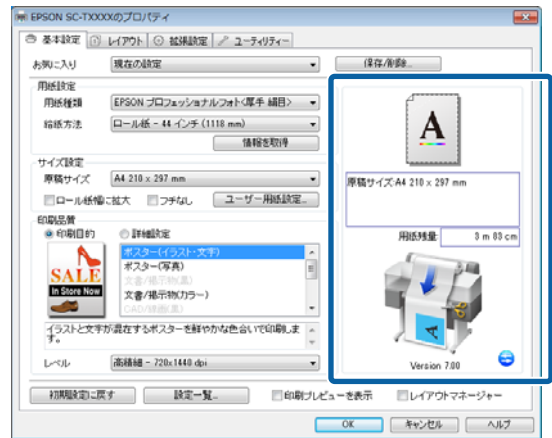 EPSON SC-TXXXXのプロパティ
基本設定 レイアウト 拡張設定 ユーティリティー
お気に入り 現在の設定 保存/削除...
用紙設定
用紙種類 EPSON プロフェッショナルフォト<厚手 絹目>
給紙方法 ロール紙 - 44 インチ (1118 mm)
情報を取得
サイズ設定
原稿サイズ A4 210 x 297 mm
ロール紙幅に拡大 フチなし ユーザー用紙設定...
印刷品質
印刷目的 詳細設定
ポスター(イラスト・文字)
ポスター(写真)
文書/掲示物(黒)
文書/掲示物(カラー)
CAD/線画(黒)
SALE
In Store Now
イラストと文字が混在するポスターを鮮やかな色合いで印刷しま
す。
レベル 高精細 - 720x1440 dpi
A
原稿サイズ:A4 210 x 297 mm
用紙残量 3 m 83 cm
A
Version 7.00
初期設定に戻す 設定一覧... 印刷プレビューを表示 レイアウトマネージャー
OK キャンセル ヘルプ